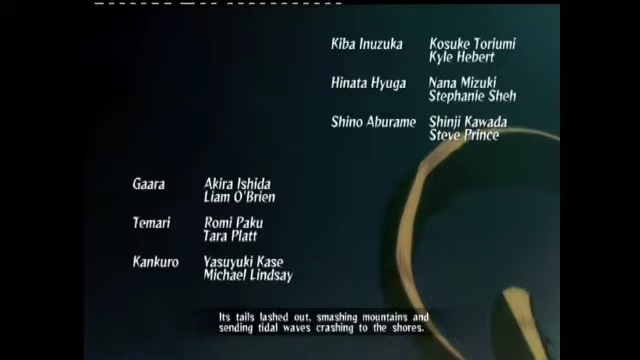 Kiba Inuzuka Kosuke Toriumi
Kyle Hebert
Hinata Hyuga Nana Mizuki
Stephanie Sheh
Shino Aburame Shinji Kawada
Steve Prince
Gaara Akira Ishida
Liam O'Brien
Temari Romi Paku
Tara Platt
Kankuro Yasuyuki Kase
Michael Lindsay
Its tails lashed out, smashing mountains and
sending tidal waves crashing to the shores.